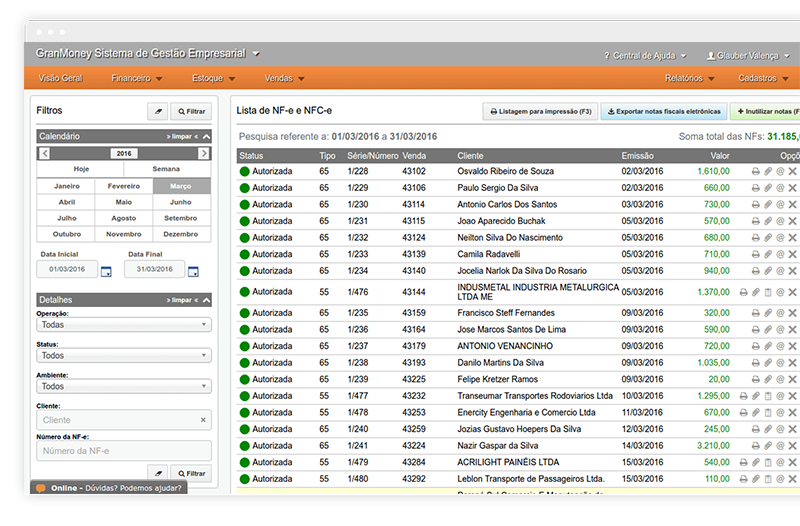 GranMoney Sistema de Gestão Empresarial
? Central de Ajuda
Glauber Valença
Visão Geral Financeiro Estoque Vendas Relatórios Cadastros
Filtros
Filtrar
Calendário » limpar «
2016
Hoje Semana
Janeiro Fevereiro Março
Abril Maio Junho
Julho Agosto Setembro
Outubro Novembro Dezembro
Data Inicial Data Final
01/03/2016 31/03/2016
Detalhes » limpar «
Operação:
Todas
Status:
Todos
Ambiente:
Todos
Cliente:
Cliente
Número da NF-e:
Número da NF-e
Filtrar
Online - Dúvidas? Podemos ajudar?
Lista de NF-e e NFC-e
Listagem para impressão (F3) Exportar notas fiscais eletrônicas Inutilizar notas (F
Pesquisa referente a: 01/03/2016 a 31/03/2016 Soma total das NFs: 31.185,
Status Tipo Série/Número Venda Cliente Emissão Valor Opçõ
Autorizada 65 1/228 43102 Osvaldo Ribeiro de Souza 02/03/2016 1.610,00
Autorizada 65 1/229 43106 Paulo Sergio Da Silva 02/03/2016 660,00
Autorizada 65 1/230 43114 Antonio Carlos Dos Santos 03/03/2016 730,00
Autorizada 65 1/231 43115 Joao Aparecido Buchak 05/03/2016 570,00
Autorizada 65 1/232 43124 Neilton Silva Do Nascimento 05/03/2016 680,00
Autorizada 65 1/233 43139 Camila Radavelli 05/03/2016 710,00
Autorizada 65 1/234 43140 Jocelia Narlok Da Silva Do Rosario 05/03/2016 940,00
Autorizada 55 1/476 43144 INDUSMETAL INDUSTRIA METALURGICA LTDA ME 05/03/2016 1.370,00
Autorizada 65 1/235 43159 Francisco Steff Fernandes 09/03/2016 320,00
Autorizada 65 1/236 43164 Jose Marcos Santos De Lima 09/03/2016 590,00
Autorizada 65 1/237 43179 ANTONIO VENANCINHO 09/03/2016 720,00
Autorizada 65 1/238 43193 Danilo Martins Da Silva 09/03/2016 1.035,00
Autorizada 65 1/239 43225 Felipe Kretzer Ramos 09/03/2016 20,00
Autorizada 55 1/477 43232 Transeumar Transportes Rodoviarios Ltda 10/03/2016 1.295,00
Autorizada 55 1/478 43253 Enercity Engenharia e Comercio Ltda 11/03/2016 670,00
Autorizada 65 1/240 43259 Jozias Gustavo Hoepers Da Silva 12/03/2016 245,00
Autorizada 65 1/241 43224 Nazir Gaspar da Silva 14/03/2016 3.210,00
Autorizada 55 1/479 43284 ACRILIGHT PAINÉIS LTDA 15/03/2016 540,00
Autorizada 55 1/480 43292 Leblon Transporte de Passageiros Ltda. 15/03/2016 110,00